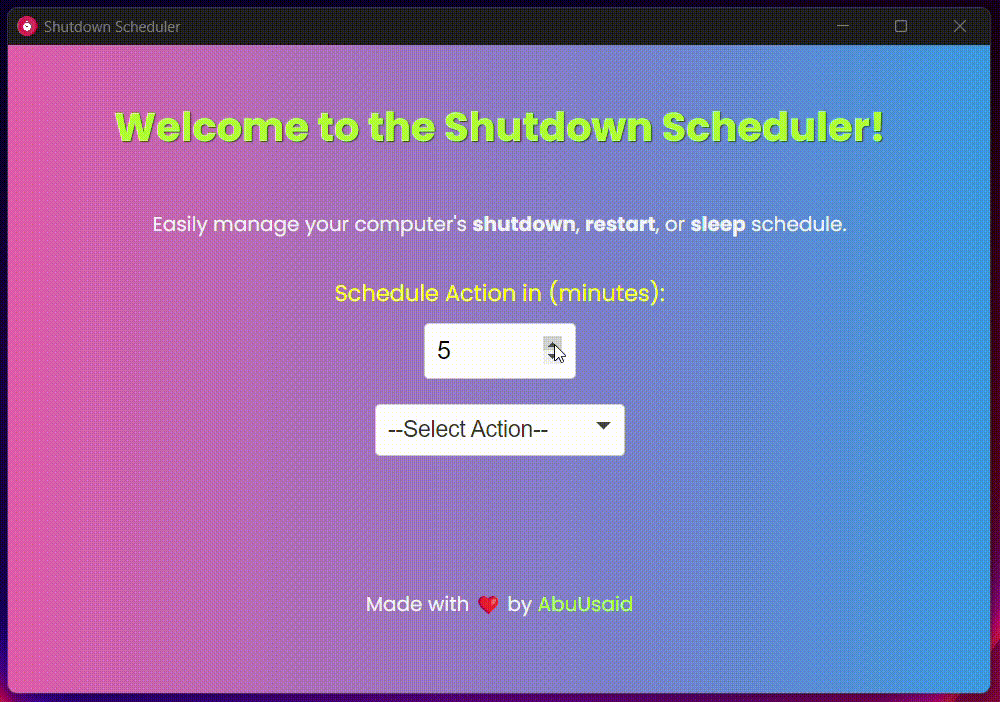 Shutdown Scheduler
Welcome to the Shutdown Scheduler!
Easily manage your computer's shutdown, restart, or sleep schedule.
Schedule Action in (minutes):
5
--Select Action--
Made with ❤️ by AbuUsaid